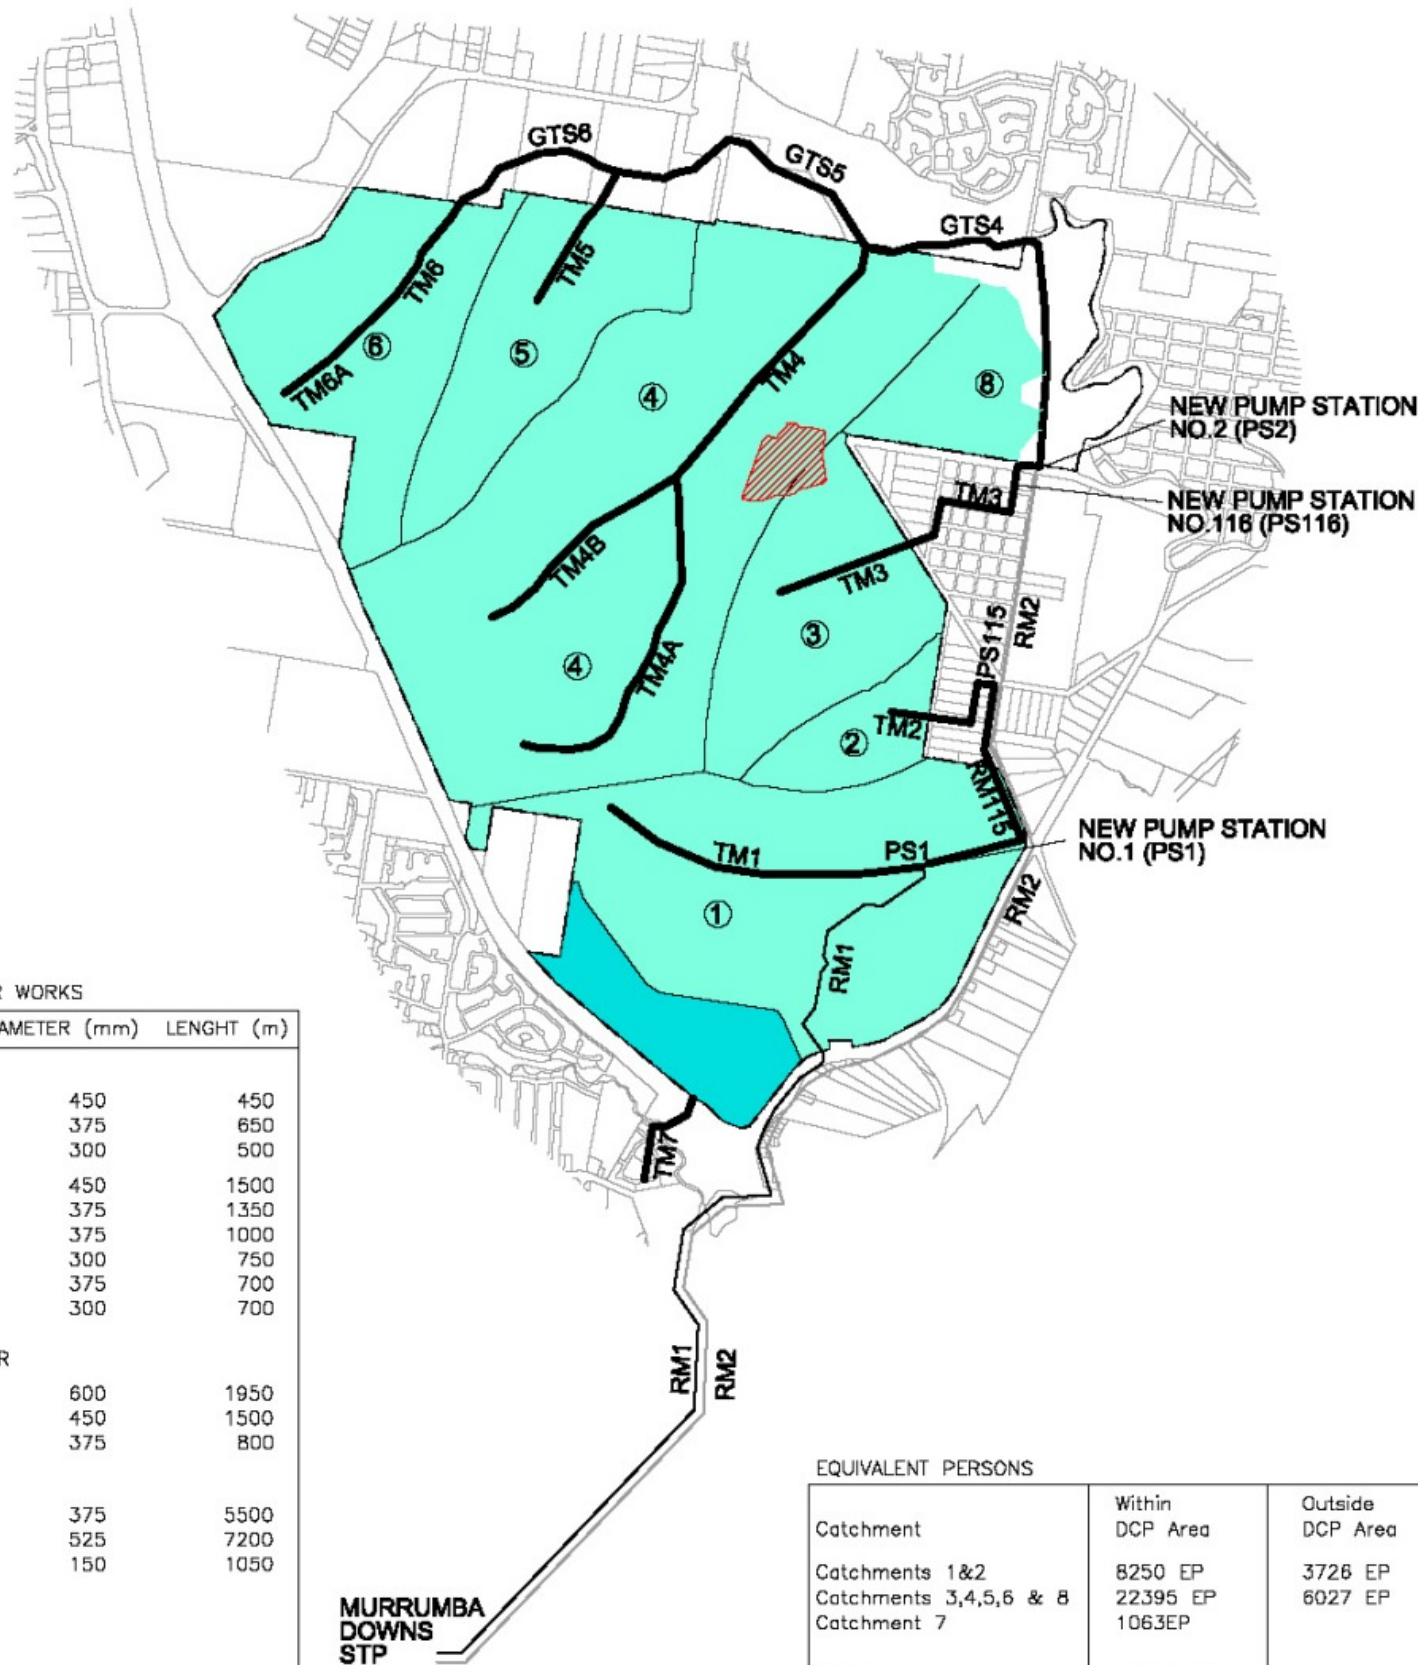 GTS6
GTS5
GTS4
TM6
TM5
TM6A
⑥
⑤
④
TM4
⑧
NEW PUMP STATION
NO.2 (PS2)
TM3
NEW PUMP STATION
NO.116 (PS116)
TM4B
TM3
③
PS115
RM2
④
TM4A
TM2
②
RM115
NEW PUMP STATION
NO.1 (PS1)
TM1
PS1
①
RM1
RM2
TM7
RM1
RM2
MURRUMBA
DOWNS
STP
R WORKS
AMETER (mm) LENGHT (m)
450 450
375 650
300 500
450 1500
375 1350
375 1000
300 750
375 700
300 700
R
600 1950
450 1500
375 800
375 5500
525 7200
150 1050
EQUIVALENT PERSONS
Catchment Within DCP Area Outside DCP Area
Catchments 1&2 8250 EP 3726 EP
Catchments 3,4,5,6 & 8 22395 EP 6027 EP
Catchment 7 1063EP